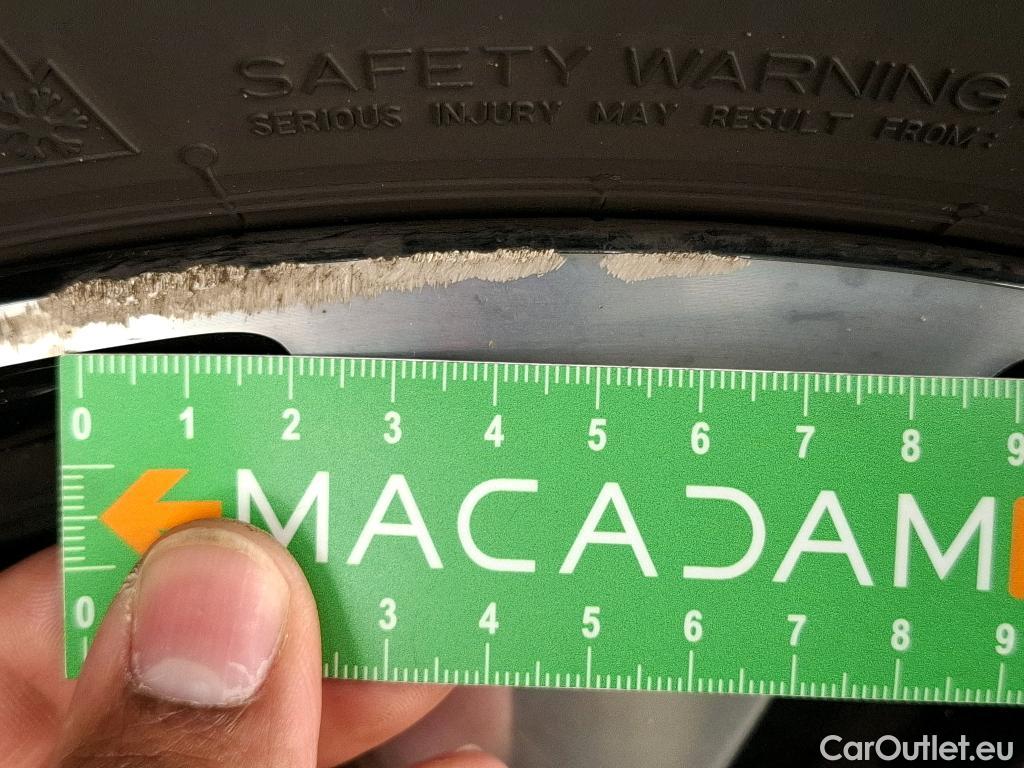 SAFETY WARNING:
SERIOUS INJURY MAY RESULT FROM:
0 1 2 3 4 5 6 7 8 9
MACADAM
0 3 4 5 6 7 8 9
CarOutlet.eu